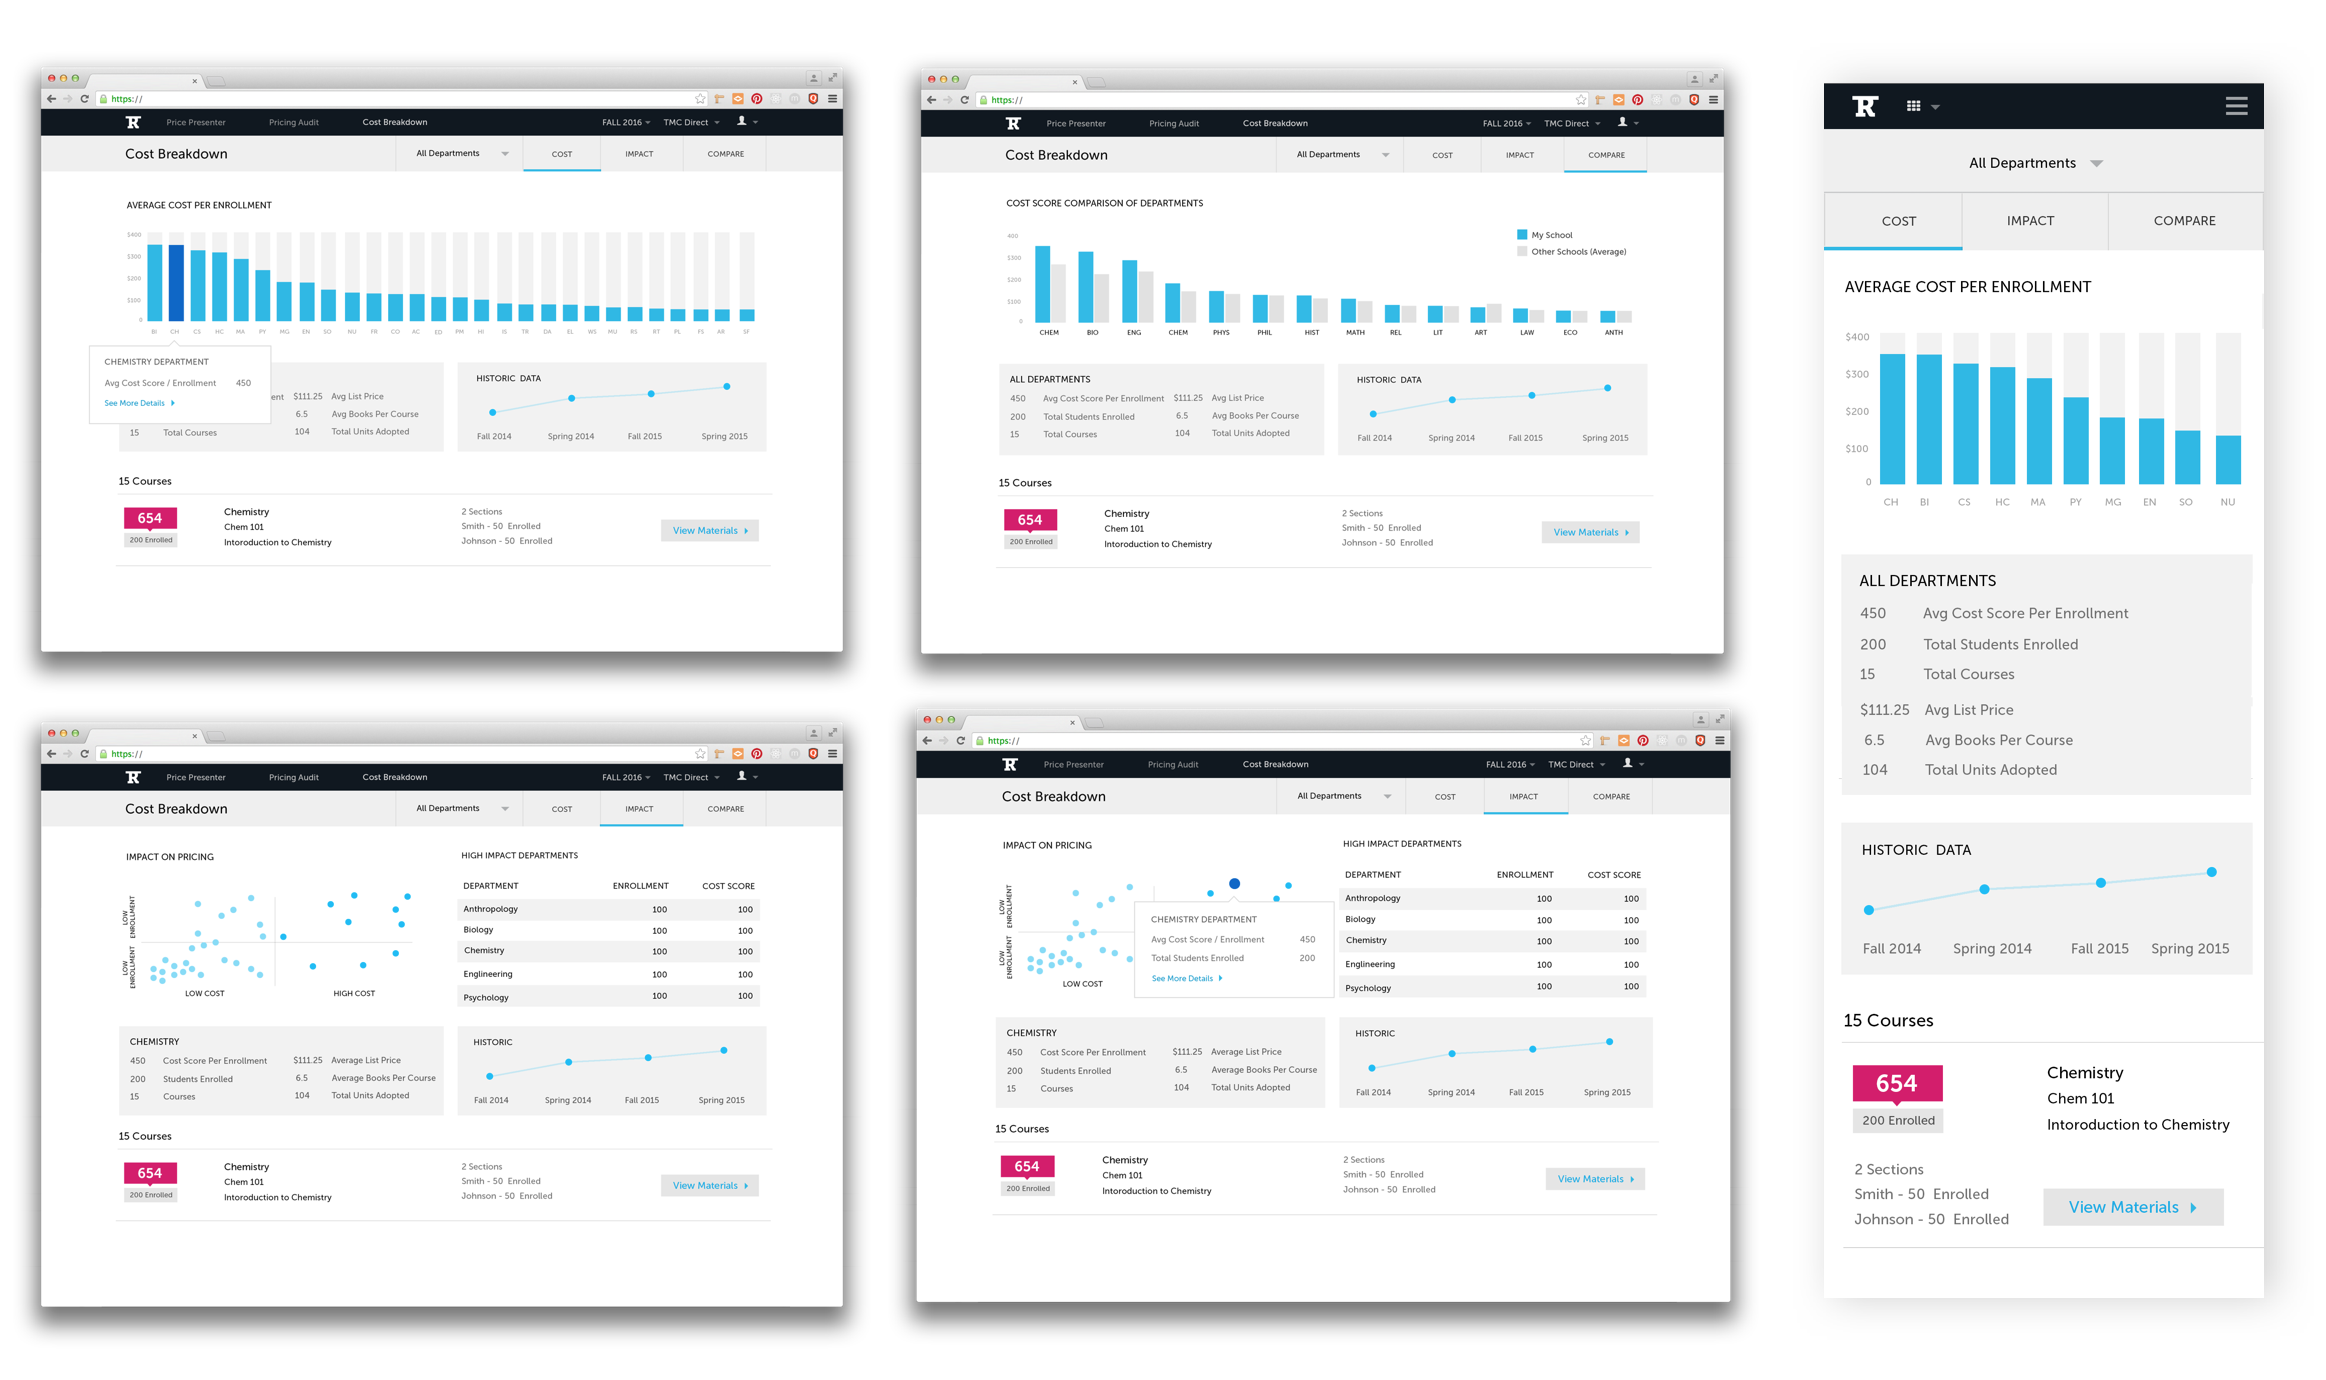 https://
Price Presenter Pricing Audit Cost Breakdown FALL 2016 TMC Direct
Cost Breakdown All Departments COST IMPACT COMPARE
AVERAGE COST PER ENROLLMENT
$400
$300
$200
$100
0
BI CH CS HC MA PY MG EN SO NU FR CO AC ED PM HI IS TR DA EL WS MU RS RT PL FS AR SF
CHEMISTRY DEPARTMENT
Avg Cost Score / Enrollment 450
See More Details
ent $111.25 Avg List Price
6.5 Avg Books Per Course
15 Total Courses 104 Total Units Adopted
HISTORIC DATA
Fall 2014 Spring 2014 Fall 2015 Spring 2015
15 Courses
654
200 Enrolled
Chemistry
Chem 101
Intoroduction to Chemistry
2 Sections
Smith - 50 Enrolled
Johnson - 50 Enrolled
View Materials
https://
Price Presenter Pricing Audit Cost Breakdown FALL 2016 TMC Direct
Cost Breakdown All Departments COST IMPACT COMPARE
COST SCORE COMPARISON OF DEPARTMENTS
400
$300
$200
$100
0
My School
Other Schools (Average)
CHEM BIO ENG CHEM PHYS PHIL HIST MATH REL LIT ART LAW ECO ANTH
ALL DEPARTMENTS
450 Avg Cost Score Per Enrollment $111.25 Avg List Price
200 Total Students Enrolled 6.5 Avg Books Per Course
15 Total Courses 104 Total Units Adopted
HISTORIC DATA
Fall 2014 Spring 2014 Fall 2015 Spring 2015
15 Courses
654
200 Enrolled
Chemistry
Chem 101
Intoroduction to Chemistry
2 Sections
Smith - 50 Enrolled
Johnson - 50 Enrolled
View Materials
https://
Price Presenter Pricing Audit Cost Breakdown FALL 2016 TMC Direct
Cost Breakdown All Departments COST IMPACT COMPARE
IMPACT ON PRICING
LOW ENROLLMENT
LOW ENROLLMENT
LOW COST HIGH COST
HIGH IMPACT DEPARTMENTS
DEPARTMENT ENROLLMENT COST SCORE
Anthropology 100 100
Biology 100 100
Chemistry 100 100
Englineering 100 100
Psychology 100 100
CHEMISTRY
450 Cost Score Per Enrollment $111.25 Average List Price
200 Students Enrolled 6.5 Average Books Per Course
15 Courses 104 Total Units Adopted
HISTORIC
Fall 2014 Spring 2014 Fall 2015 Spring 2015
15 Courses
654
200 Enrolled
Chemistry
Chem 101
Intoroduction to Chemistry
2 Sections
Smith - 50 Enrolled
Johnson - 50 Enrolled
View Materials
https://
Price Presenter Pricing Audit Cost Breakdown FALL 2016 TMC Direct
Cost Breakdown All Departments COST IMPACT COMPARE
IMPACT ON PRICING
LOW ENROLLMENT
LOW ENROLLMENT
LOW COST
CHEMISTRY DEPARTMENT
Avg Cost Score / Enrollment 450
Total Students Enrolled 200
See More Details
HIGH IMPACT DEPARTMENTS
DEPARTMENT ENROLLMENT COST SCORE
Anthropology 100 100
Biology 100 100
Chemistry 100 100
Englineering 100 100
Psychology 100 100
CHEMISTRY
450 Cost Score Per Enrollment $111.25 Average List Price
200 Students Enrolled 6.5 Average Books Per Course
15 Courses 104 Total Units Adopted
HISTORIC
Fall 2014 Spring 2014 Fall 2015 Spring 2015
15 Courses
654
200 Enrolled
Chemistry
Chem 101
Intoroduction to Chemistry
2 Sections
Smith - 50 Enrolled
Johnson - 50 Enrolled
View Materials
All Departments
COST IMPACT COMPARE
AVERAGE COST PER ENROLLMENT
$400
$300
$200
$100
0
CH BI CS HC MA PY MG EN SO NU
ALL DEPARTMENTS
450 Avg Cost Score Per Enrollment
200 Total Students Enrolled
15 Total Courses
$111.25 Avg List Price
6.5 Avg Books Per Course
104 Total Units Adopted
HISTORIC DATA
Fall 2014 Spring 2014 Fall 2015 Spring 2015
15 Courses
654
200 Enrolled
Chemistry
Chem 101
Intoroduction to Chemistry
2 Sections
Smith - 50 Enrolled
Johnson - 50 Enrolled
View Materials